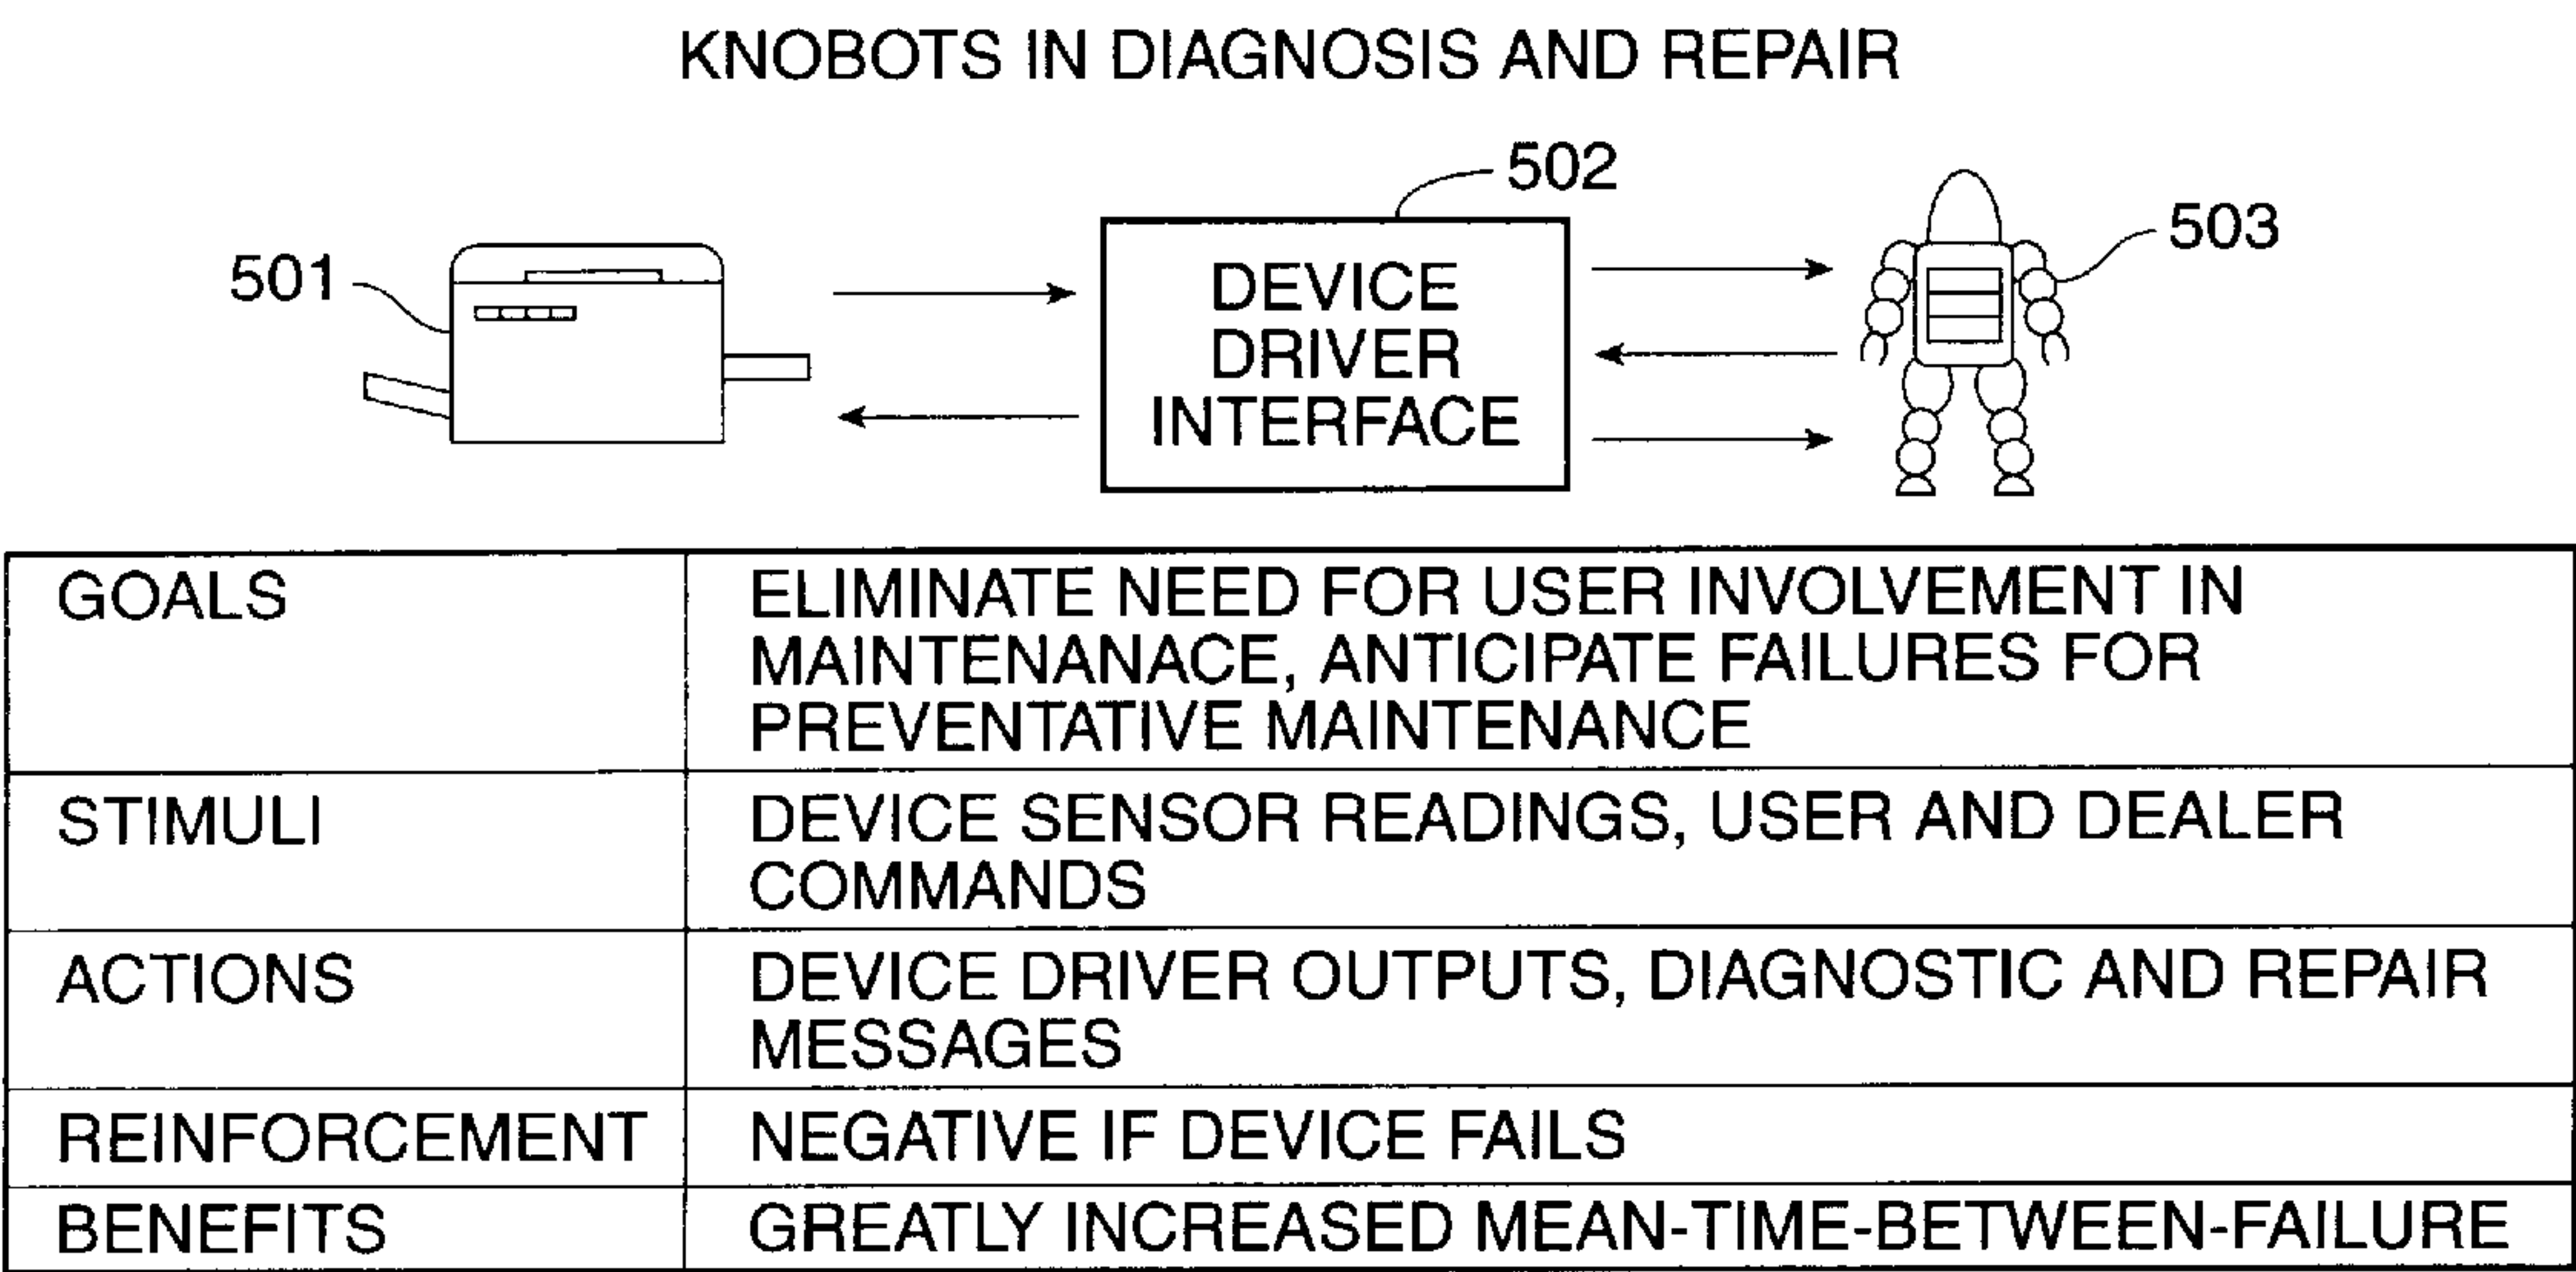 KNOBOTS IN DIAGNOSIS AND REPAIR
502
503
501
DEVICE
DRIVER
INTERFACE
GOALS
ELIMINATE NEED FOR USER INVOLVEMENT IN
MAINTENANACE, ANTICIPATE FAILURES FOR
PREVENTATIVE MAINTENANCE
STIMULI
DEVICE SENSOR READINGS, USER AND DEALER
COMMANDS
ACTIONS
DEVICE DRIVER OUTPUTS, DIAGNOSTIC AND REPAIR
MESSAGES
REINFORCEMENT
NEGATIVE IF DEVICE FAILS
BENEFITS
GREATLY INCREASED MEAN-TIME-BETWEEN-FAILURE